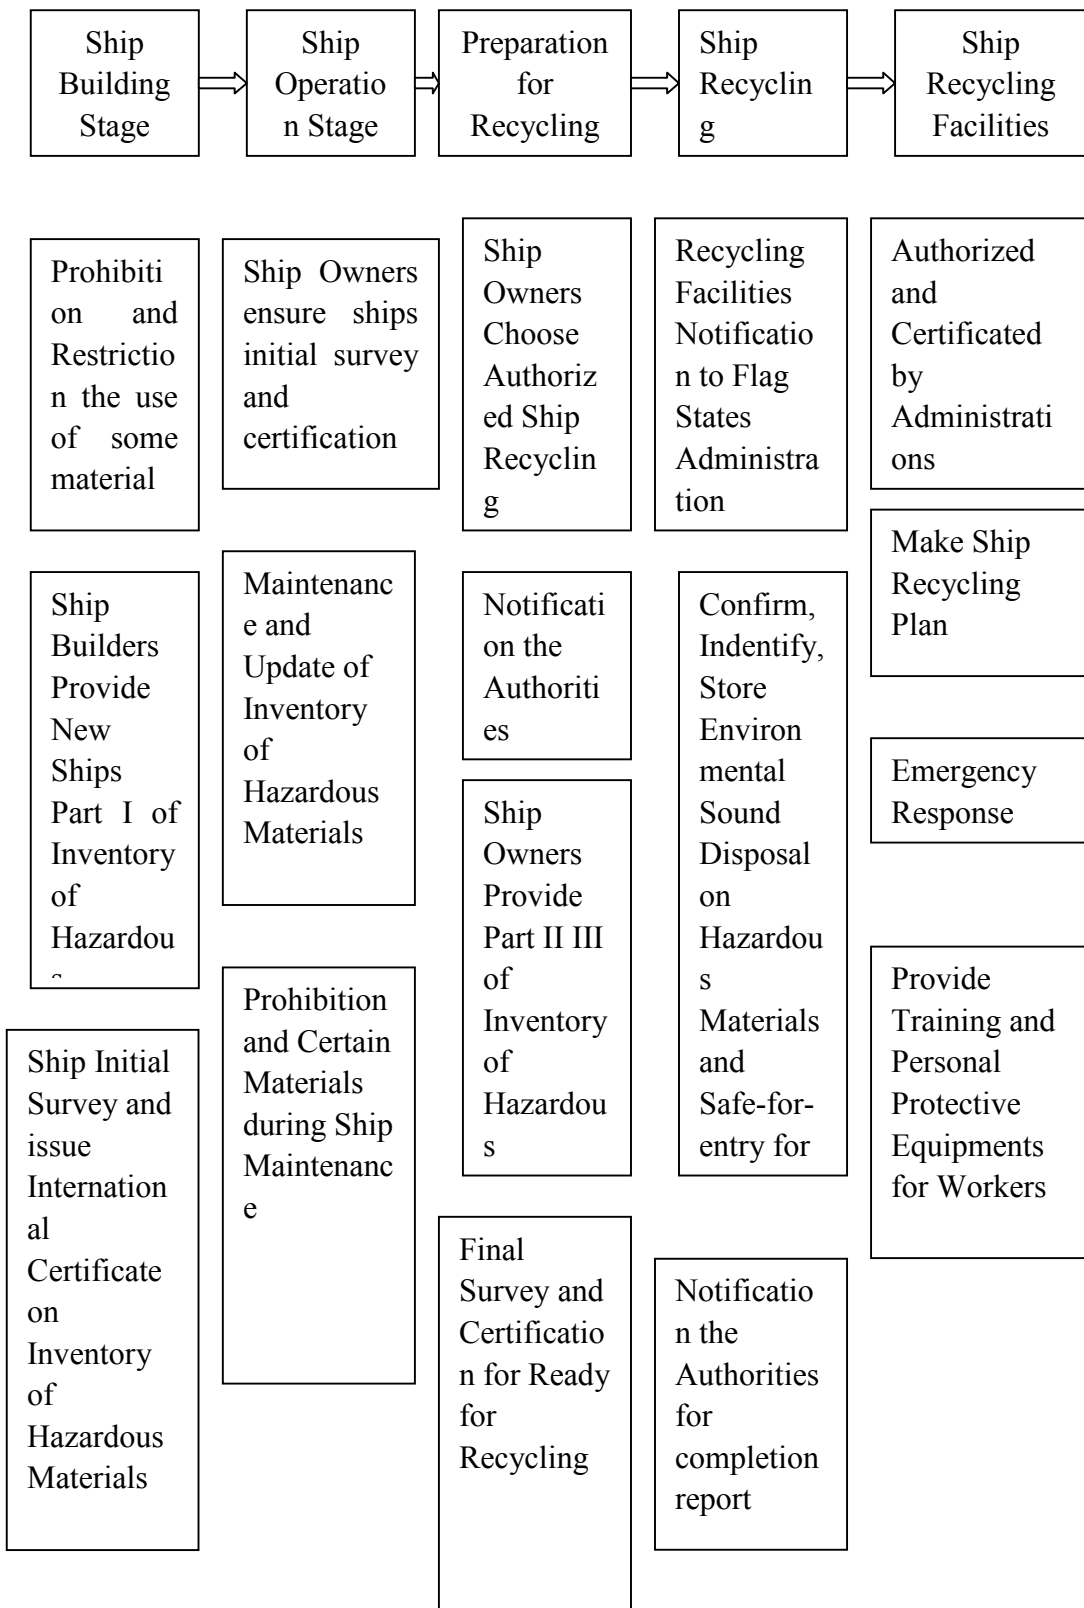 Ship
Building
Stage
Ship
Operatio
n Stage
Preparation
for
Recycling
Ship
Recyclin
g
Ship
Recycling
Facilities
Prohibiti
on and
Restrictio
n the use
of some
material
Ship
Builders
Provide
New
Ships
Part I of
Inventory
of
Hazardou
s
Ship Initial
Survey and
issue
Internation
al
Certificate
on
Inventory
of
Hazardous
Materials
Ship Owners
ensure ships
initial survey
and
certification
Maintenanc
e and
Update of
Inventory
of
Hazardous
Materials
Prohibition
and Certain
Materials
during Ship
Maintenanc
e
Ship
Owners
Choose
Authoriz
ed Ship
Recyclin
g
Notificati
on the
Authoriti
es
Ship
Owners
Provide
Part II III
of
Inventory
of
Hazardou
s
Final
Survey and
Certificatio
n for Ready
for
Recycling
Recycling
Facilities
Notificatio
n to Flag
States
Administra
tion
Confirm,
Indentify,
Store
Environ
mental
Sound
Disposal
on
Hazardou
s
Materials
and
Safe-for-
entry for
Notificatio
n the
Authorities
for
completion
report
Authorized
and
Certificated
by
Administrati
ons
Make Ship
Recycling
Plan
Emergency
Response
Provide
Training and
Personal
Protective
Equipments
for Workers